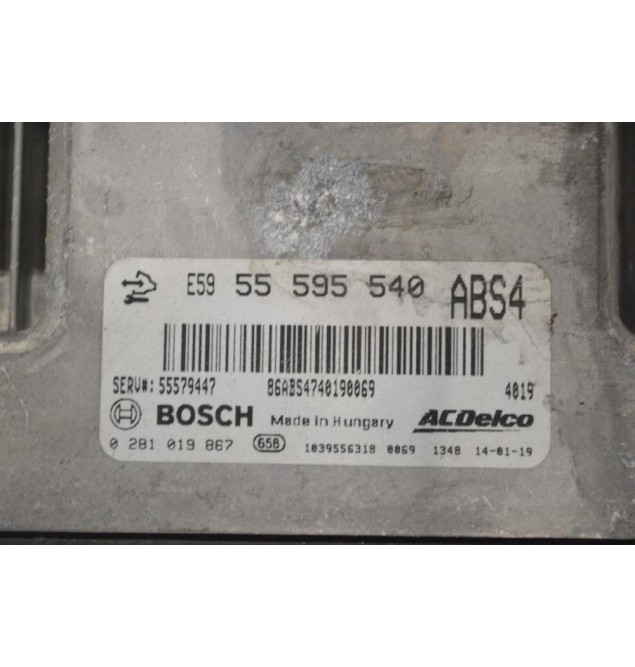 E59 55 595 540 ABS4
SERV#: 55579447 86ABS4740190069 4019
BOSCH Made in Hungary ACDelco
0 281 019 867 658 1039556318 0069 1348 14-01-19